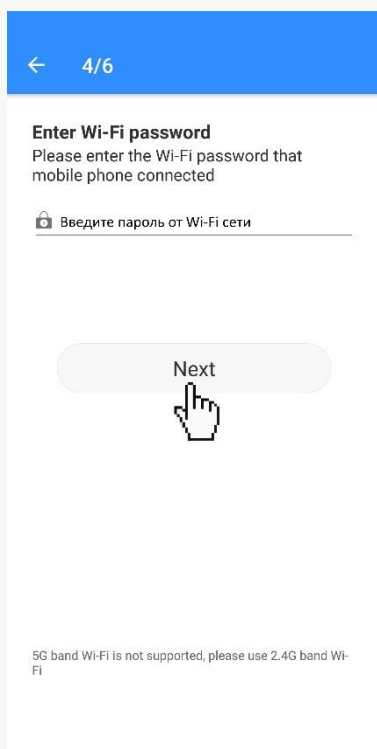 4/6
Enter Wi-Fi password
Please enter the Wi-Fi password that
mobile phone connected
Введите пароль от Wi-Fi сети
Next
5G band Wi-Fi is not supported, please use 2.4G band Wi-
Fi